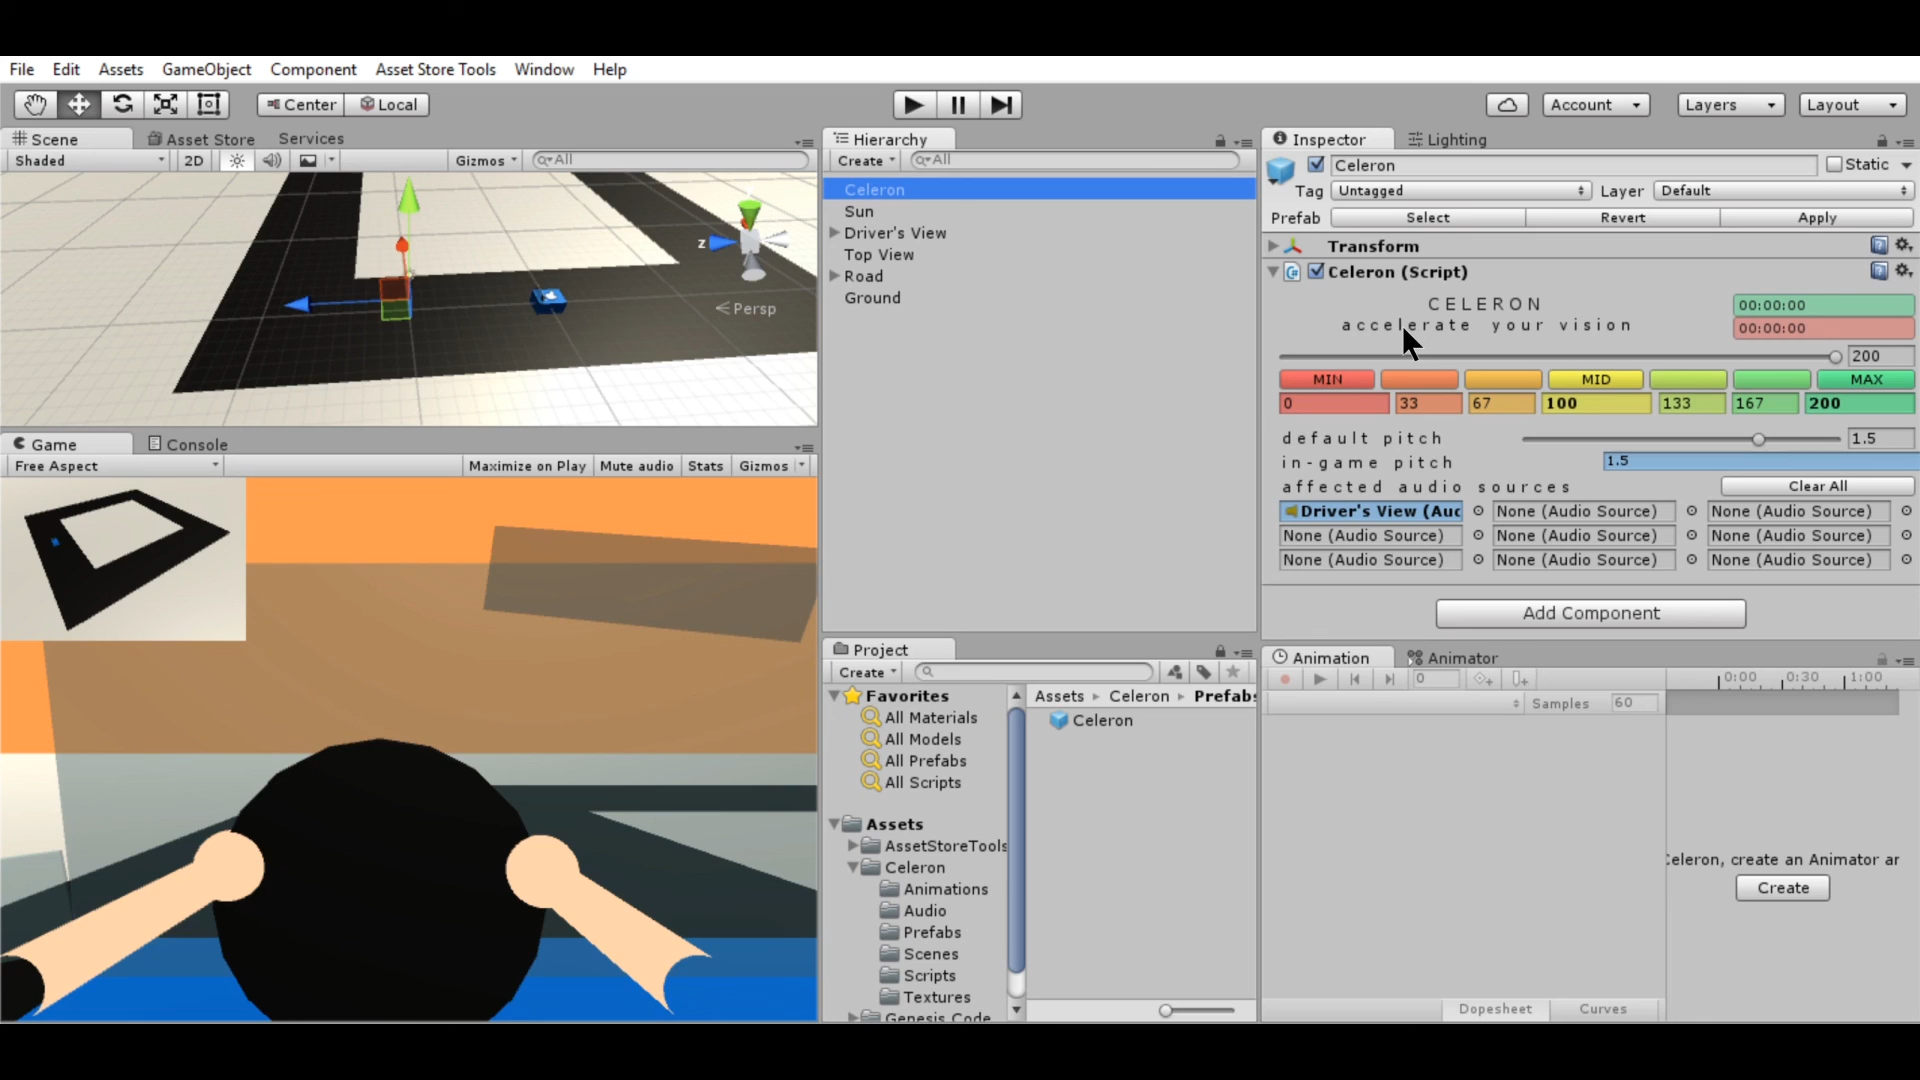 File Edit Assets GameObject Component Asset Store Tools Window Help
Center Local Account Layers Layout
Scene Asset Store Services
Shaded 2D Gizmos All
z Persp
Game Console
Free Aspect Maximize on Play Mute audio Stats Gizmos
Hierarchy
Create All
Celeron
Sun
Driver's View
Top View
Road
Ground
Project
Create
Favorites
All Materials
All Models
All Prefabs
All Scripts
Assets
AssetStoreTools
Celeron
Animations
Audio
Prefabs
Scenes
Scripts
Textures
Genesis Code
Assets Celeron Prefabs
Celeron
Inspector Lighting
Celeron Static
Tag Untagged Layer Default
Prefab Select Revert Apply
Transform
Celeron (Script)
CELERON 00:00:00
accelerate your vision 00:00:00
200
MIN MID MAX
0 33 67 100 133 167 200
default pitch 1.5
in-game pitch 1.5
affected audio sources Clear All
Driver's View (Auc None (Audio Source) None (Audio Source)
None (Audio Source) None (Audio Source) None (Audio Source)
None (Audio Source) None (Audio Source) None (Audio Source)
Add Component
Animation Animator
0 0:00 0:30 1:00
Samples 60
Celeron, create an Animator ar
Create
Dopesheet Curves